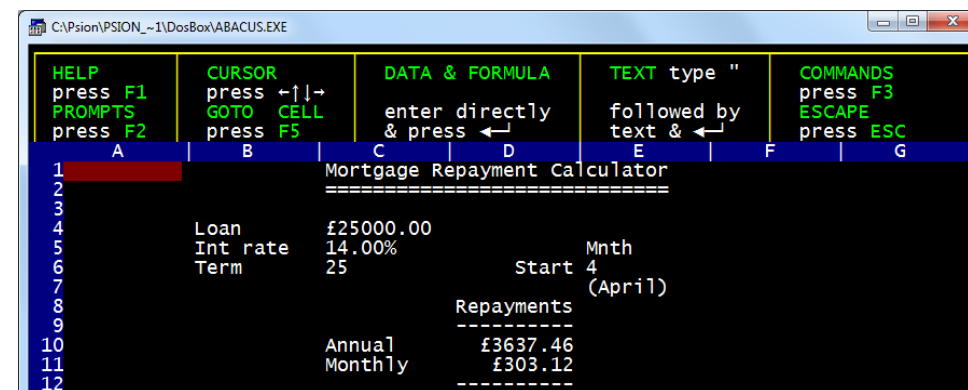 C:\Psion\PSION_~1\DosBox\ABACUS.EXE
HELP CURSOR DATA & FORMULA TEXT type " COMMANDS
press F1 press ←↑↓→ press F3
PROMPTS GOTO CELL enter directly followed by ESCAPE
press F2 press F5 & press ↵ text & ↵ press ESC
A | B | C | D | E | F | G
1 Mortgage Repayment Calculator
2 =============================
3
4 Loan £25000.00
5 Int rate 14.00% Mnth
6 Term 25 Start 4
7 (April)
8 Repayments
9 ----------
10 Annual £3637.46
11 Monthly £303.12
12 ----------